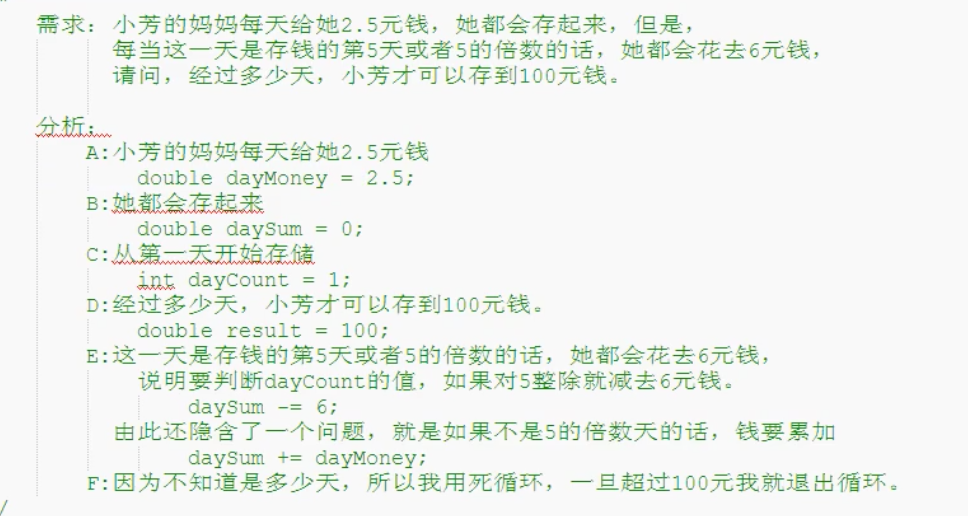 需求: 小芳的妈妈每天给她2.5元钱，她都会存起来，但是，
每当这一天是存钱的第5天或者5的倍数的话，她都会花去6元钱，
请问，经过多少天，小芳才可以存到100元钱。
分析:
A:小芳的妈妈每天给她2.5元钱
double dayMoney = 2.5;
B:她都会存起来
double daySum = 0;
C:从第一天开始存储
int dayCount = 1;
D:经过多少天，小芳才可以存到100元钱。
double result = 100;
E:这一天是存钱的第5天或者5的倍数的话，她都会花去6元钱，
说明要判断dayCount的值，如果对5整除就减去6元钱。
daySum -= 6;
由此还隐含了一个问题，就是如果不是5的倍数天的话，钱要累加
daySum += dayMoney;
F:因为不知道是多少天，所以我用死循环，一旦超过100元我就退出循环。
/